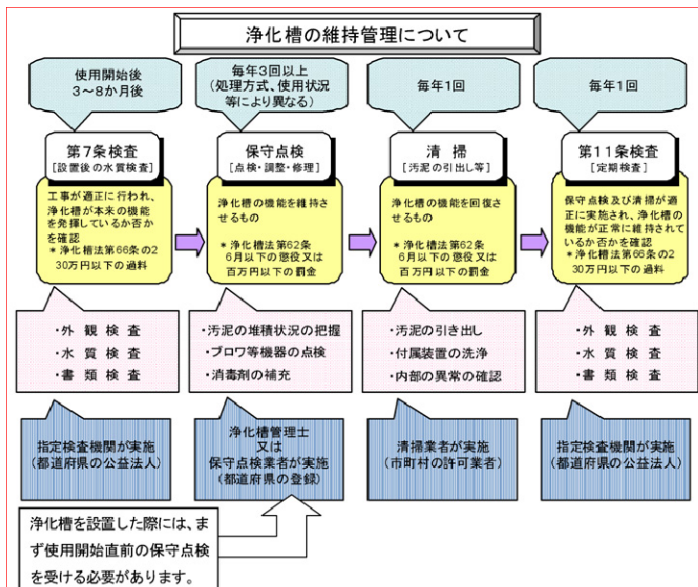 浄化槽の維持管理について
使用開始後
3～8か月後
毎年3回以上
(処理方式、使用状況
等により異なる)
毎年1回
毎年1回
第7条検査
[設置後の水質検査]
保守点検
[点検・調整・修理]
清 掃
[汚泥の引出し等]
第11条検査
[定期検査]
工事が適正に行われ、
浄化槽が本来の機能
を発揮しているか否か
を確認
*浄化槽法第66条の2
30万円以下の過料
浄化槽の機能を維持さ
せるもの
*浄化槽法第62条
6月以下の懲役又は
百万円以下の罰金
浄化槽の機能を回復さ
せるもの
*浄化槽法第62条
6月以下の懲役又は
百万円以下の罰金
保守点検及び清掃が適
正に実施され、浄化槽の
機能が正常に維持され
ているか否かを確認
*浄化槽法第66条の2
30万円以下の過料
・外 観 検 査
・水 質 検 査
・書 類 検 査
・汚泥の堆積状況の把握
・ブロワ等機器の点検
・消毒剤の補充
・汚泥の引き出し
・付属装置の洗浄
・内部の異常の確認
・外 観 検 査
・水 質 検 査
・書 類 検 査
指定検査機関が実施
(都道府県の公益法人)
浄化槽管理士
又は
保守点検業者が実施
(都道府県の登録)
清掃業者が実施
(市町村の許可業者)
指定検査機関が実施
(都道府県の公益法人)
浄化槽を設置した際には、ま
ず使用開始直前の保守点検
を受ける必要があります。